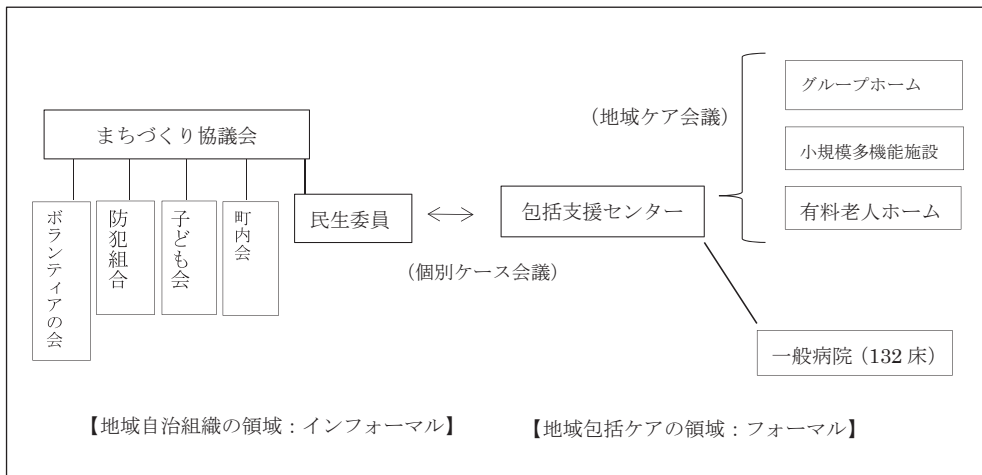 グループホーム
（地域ケア会議）
まちづくり協議会
小規模多機能施設
ボランティアの会
防犯組合
子ども会
町内会
民生委員
包括支援センター
有料老人ホーム
（個別ケース会議）
一般病院（132 床）
【地域自治組織の領域：インフォーマル】
【地域包括ケアの領域：フォーマル】